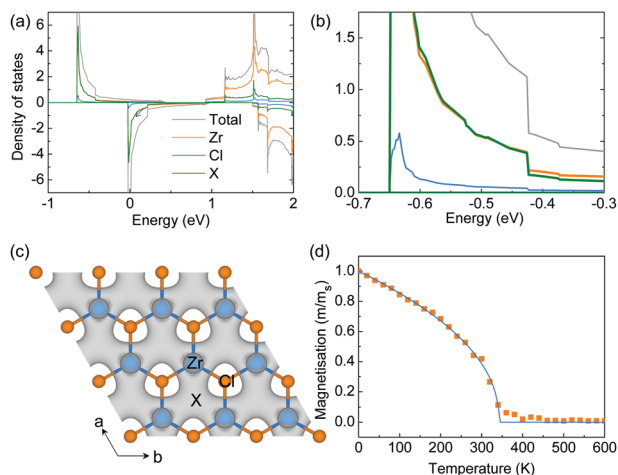 (a)
6
4
2
0
-2
-4
-6
Density of states
Total
Zr
Cl
X
-1 0 1 2
Energy (eV)
(b)
1.5
1.0
0.5
0.0
-0.7 -0.6 -0.5 -0.4 -0.3
Energy (eV)
(c)
Zr
Cl
X
a
b
(d)
1.0
0.8
0.6
0.4
0.2
0.0
Magnetisation (m/ms)
0 100 200 300 400 500 600
Temperature (K)